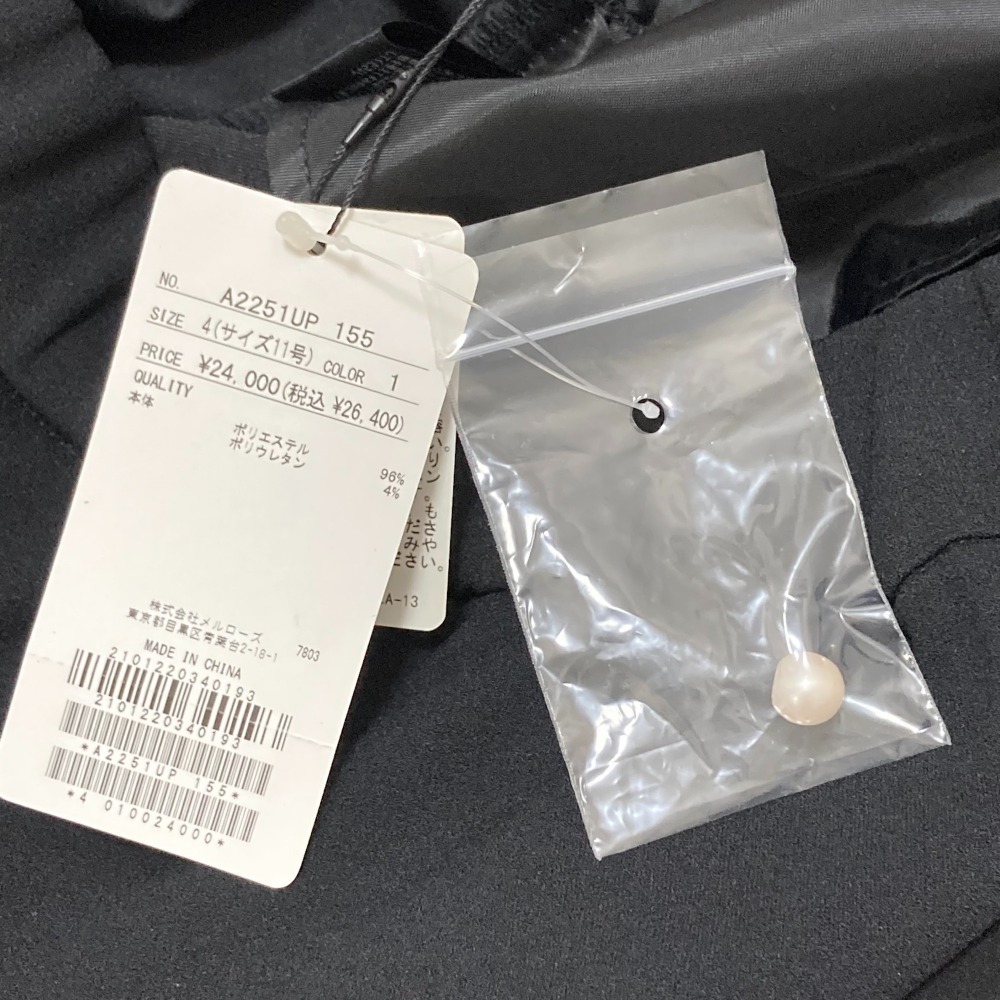 NO. A2251UP 155
SIZE 4(サイズ11号) COLOR 1
PRICE ¥24,000(税込 ¥26,400)
QUALITY
本体
ポリエステル 96%
ポリウレタン 4%
株式会社メルローズ
東京都目黒区青葉台2-18-1 7803
MADE IN CHINA
2101220340193
2101220340193
*A2251UP 155*
*4 010024000*
い
りン
。も
ださ
みや
ださい。
A-13